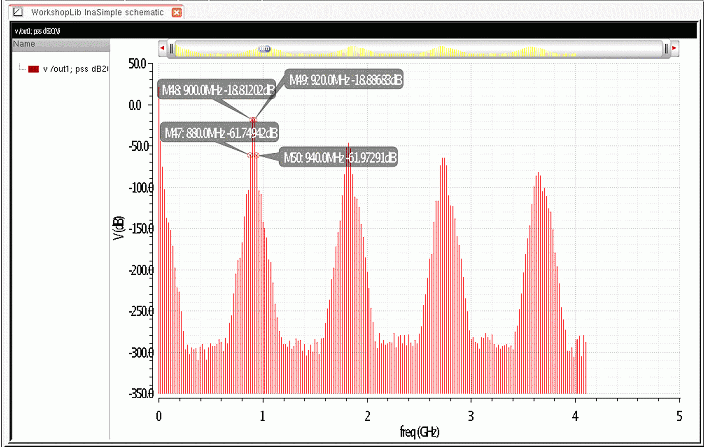 WorkshopLib lnaSimple schematic
v /out1; pss dB20(V)
Name
v /out1; pss dB2(
50.0
M49: 920.0MHz -18.88683dB
M48: 900.0MHz -18.81202dB
0.0
M47: 880.0MHz -61.74942dB
-50.0
M50: 940.0MHz -61.97291dB
-100.0
-150.0
V (dB)
-200.0
-250.0
-300.0
-350.0
0 1 2 3 4 5
freq (GHz)